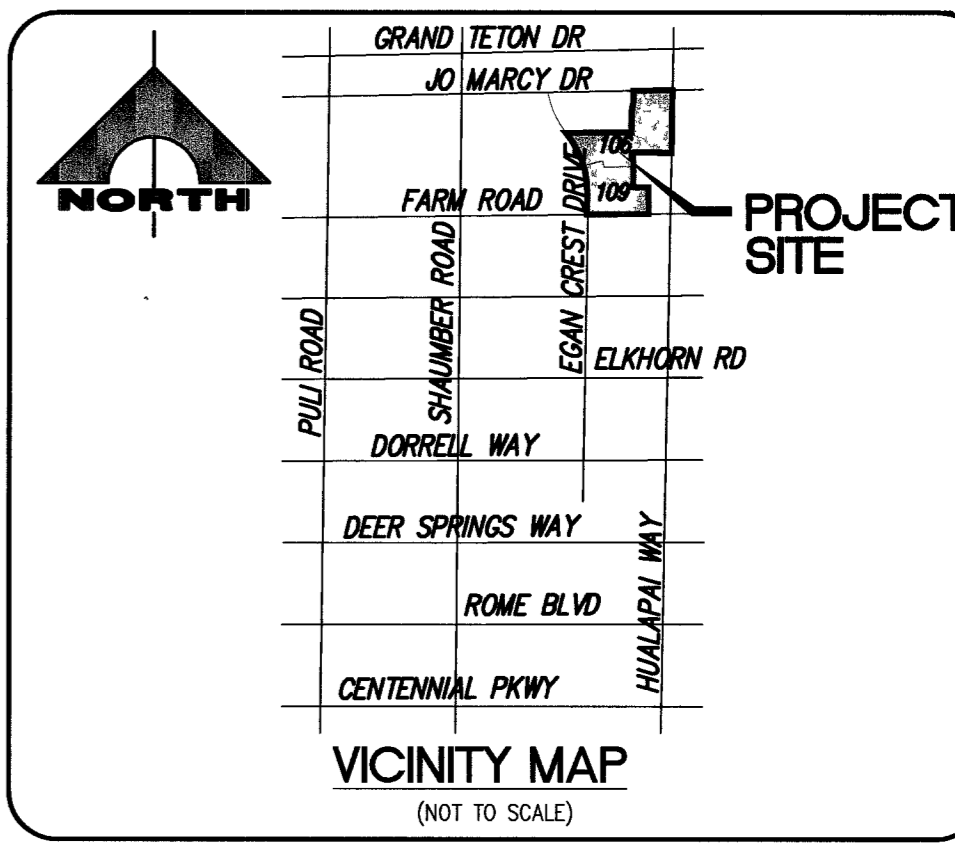 GRAND TETON DR
JO MARCY DR
NORTH
106
109
FARM ROAD
EGAN CREST DRIVE
PROJECT
SITE
SHAUMBER ROAD
PULI ROAD
ELKHORN RD
DORRELL WAY
DEER SPRINGS WAY
HUALAPAI WAY
ROME BLVD
CENTENNIAL PKWY
VICINITY MAP
(NOT TO SCALE)